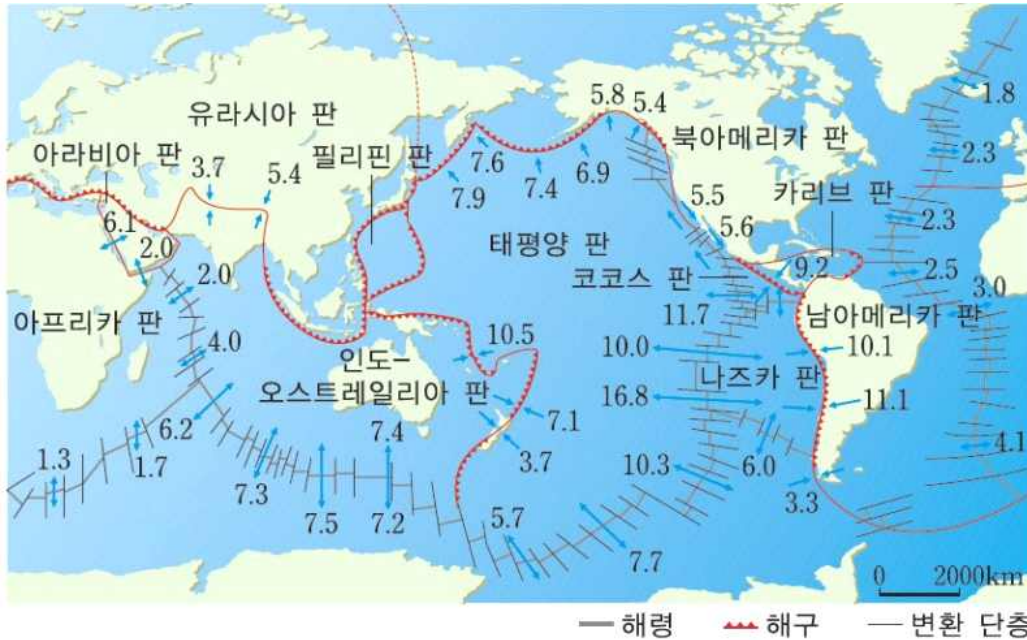 유라시아 판
아라비아 판
필리핀 판
북아메리카 판
카리브 판
태평양 판
코코스 판
아프리카 판
남아메리카 판
인도-
오스트레일리아 판
나즈카 판
5.8
5.4
1.8
3.7
5.4
7.6
7.9
7.4
6.9
2.3
5.5
5.6
2.3
6.1
2.0
2.0
9.2
2.5
3.0
11.7
4.0
10.5
10.0
10.1
16.8
11.1
6.2
7.1
7.4
4.1
1.3
1.7
3.7
10.3
6.0
7.3
3.3
7.5
7.2
5.7
7.7
0 2000km
해령 해구 변환 단층